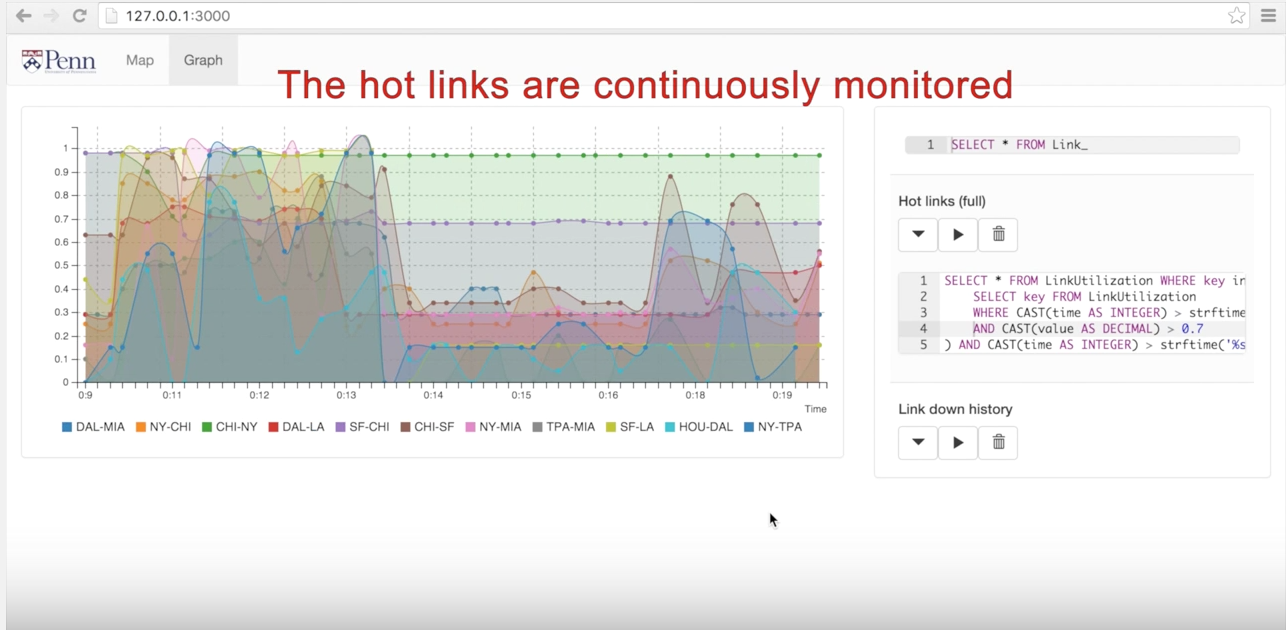 127.0.0.1:3000
Penn
Map
Graph
The hot links are continuously monitored
1
0.9
0.8
0.7
0.6
0.5
0.4
0.3
0.2
0.1
0
0:9 0:11 0:12 0:13 0:14 0:15 0:16 0:17 0:18 0:19
Time
DAL-MIA NY-CHI CHI-NY DAL-LA SF-CHI CHI-SF NY-MIA TPA-MIA SF-LA HOU-DAL NY-TPA
1 SELECT * FROM Link_
Hot links (full)
1 SELECT * FROM LinkUtilization WHERE key in
2 SELECT key FROM LinkUtilization
3 WHERE CAST(time AS INTEGER) > strftime
4 AND CAST(value AS DECIMAL) > 0.7
5 ) AND CAST(time AS INTEGER) > strftime('%s
Link down history